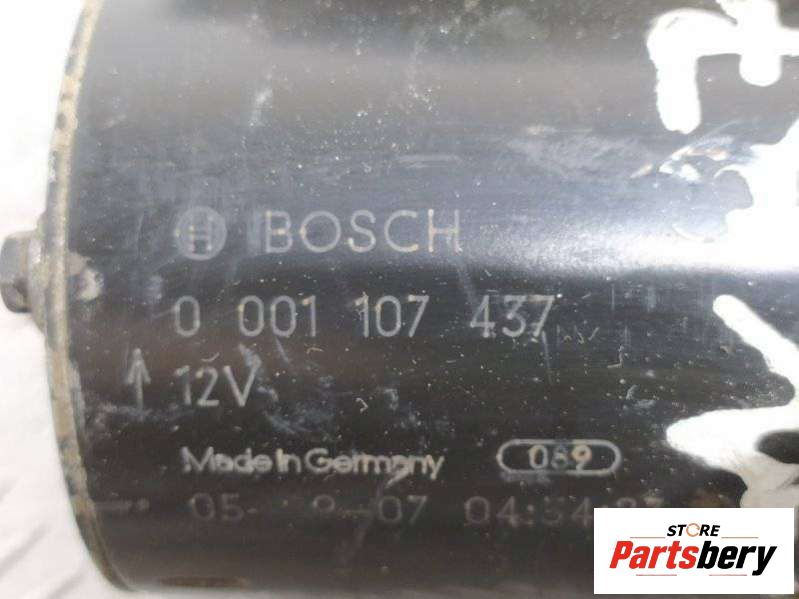 BOSCH
0 001 107 437
12V
Made in Germany 089
STORE
Partsbery